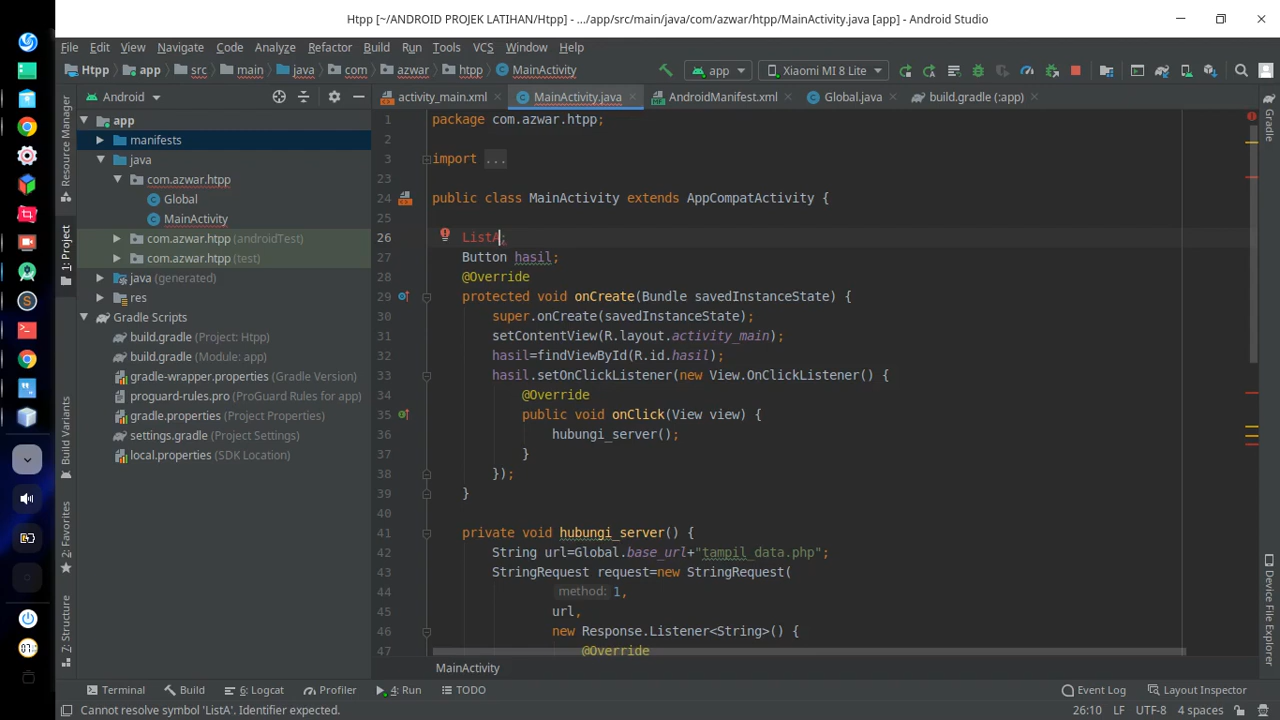 Htpp [~/ANDROID PROJEK LATIHAN/Htpp] - .../app/src/main/java/com/azwar/htpp/MainActivity.java [app] - Android Studio
File Edit View Navigate Code Analyze Refactor Build Run Tools VCS Window Help
Htpp app src main java com azwar htpp MainActivity app Xiaomi MI 8 Lite
Android activity_main.xml MainActivity.java AndroidManifest.xml Global.java build.gradle (:app)
Resource Manager
1: Project
Build Variants
2: Favorites
7: Structure
app
manifests
java
com.azwar.htpp
Global
MainActivity
com.azwar.htpp (androidTest)
com.azwar.htpp (test)
java (generated)
res
Gradle Scripts
build.gradle (Project: Htpp)
build.gradle (Module: app)
gradle-wrapper.properties (Gradle Version)
proguard-rules.pro (ProGuard Rules for app)
gradle.properties (Project Properties)
settings.gradle (Project Settings)
local.properties (SDK Location)
1 package com.azwar.htpp;
2
3 import ...
23
24 public class MainActivity extends AppCompatActivity {
25
26 ListA;
27 Button hasil;
28 @Override
29 protected void onCreate(Bundle savedInstanceState) {
30 super.onCreate(savedInstanceState);
31 setContentView(R.layout.activity_main);
32 hasil=findViewById(R.id.hasil);
33 hasil.setOnClickListener(new View.OnClickListener() {
34 @Override
35 public void onClick(View view) {
36 hubungi_server();
37 }
38 });
39 }
40
41 private void hubungi_server() {
42 String url=Global.base_url+"tampil_data.php";
43 StringRequest request=new StringRequest(
44 method: 1,
45 url,
46 new Response.Listener<String>() {
47 @Override
MainActivity
Gradle
Device File Explorer
Terminal Build 6: Logcat Profiler 4: Run TODO Event Log Layout Inspector
Cannot resolve symbol 'ListA'. Identifier expected. 26:10 LF UTF-8 4 spaces